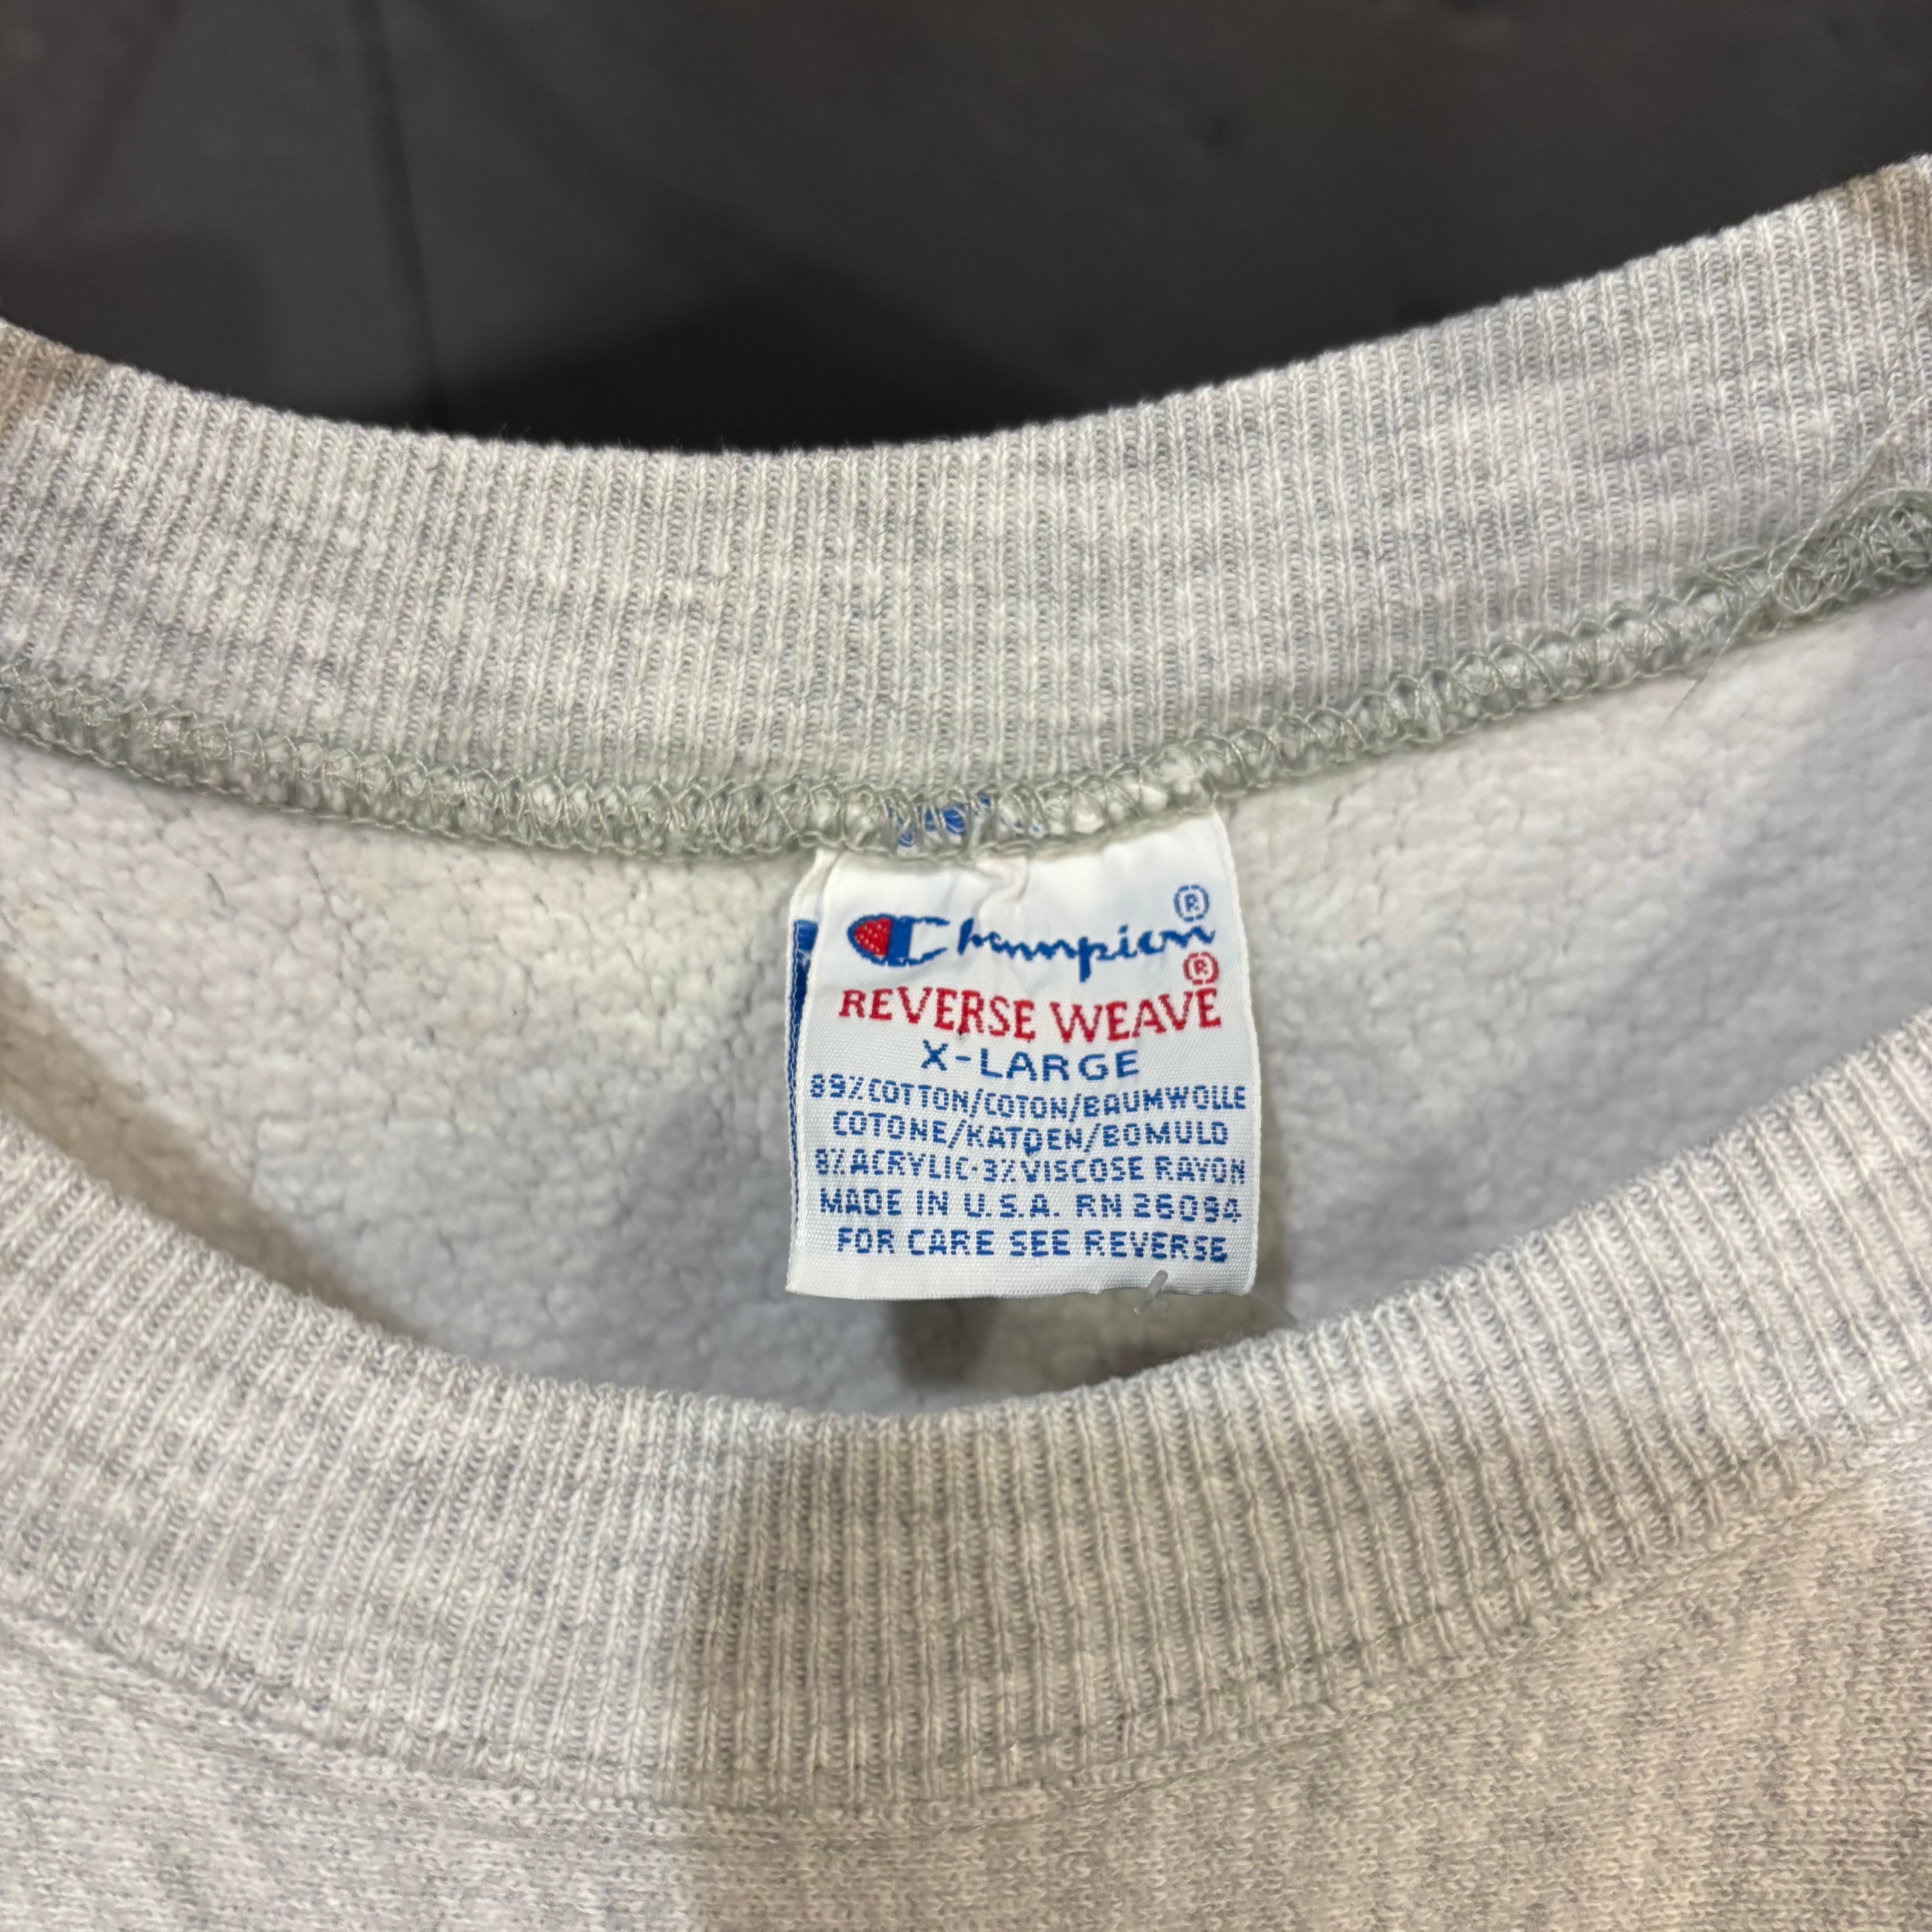 Champion®
REVERSE WEAVE®
X-LARGE
89% COTTON/COTON/BAUMWOLLE
COTONE/KATOEN/BOMULD
8% ACRYLIC·3% VISCOSE RAYON
MADE IN U.S.A. RN 26094
FOR CARE SEE REVERSE